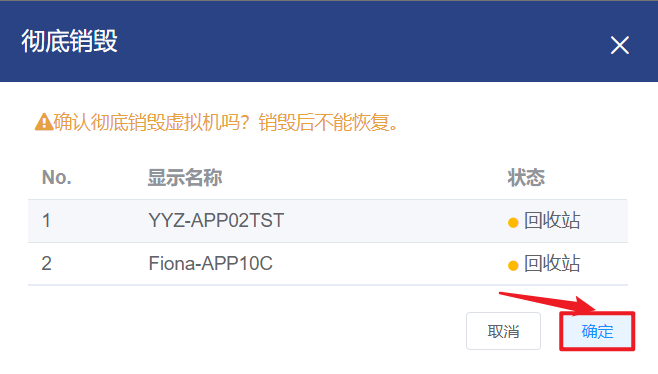 彻底销毁
确认彻底销毁虚拟机吗？销毁后不能恢复。
No. 显示名称 状态
1 YYZ-APP02TST 回收站
2 Fiona-APP10C 回收站
取消 确定